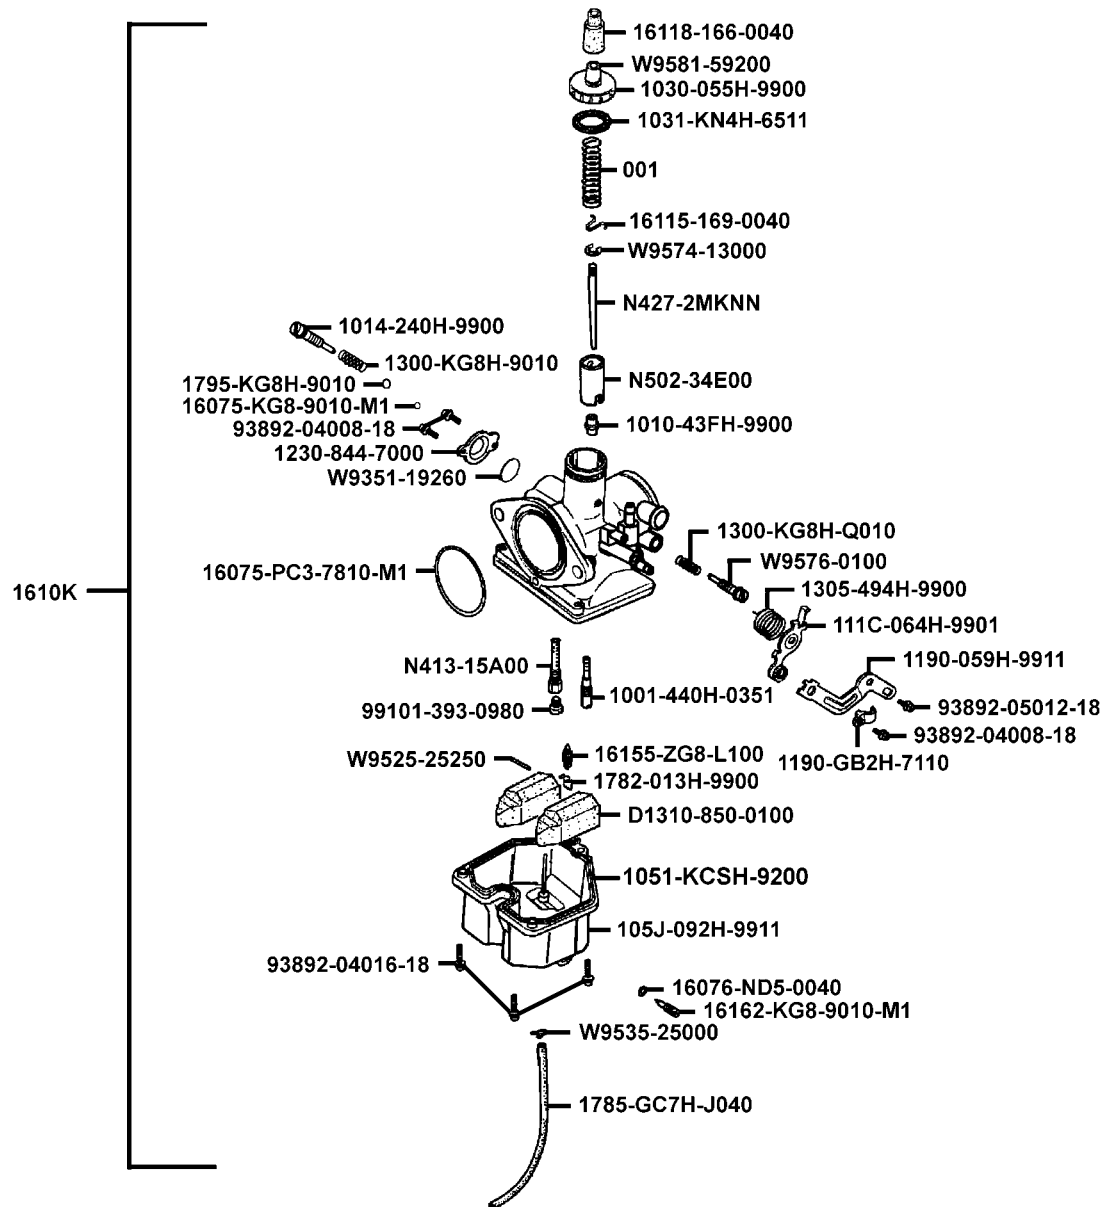 16118-166-0040
W9581-59200
1030-055H-9900
1031-KN4H-6511
001
16115-169-0040
W9574-13000
N427-2MKNN
1014-240H-9900
1300-KG8H-9010
1795-KG8H-9010
N502-34E00
16075-KG8-9010-M1
93892-04008-18
1010-43FH-9900
1230-844-7000
W9351-19260
1300-KG8H-Q010
W9576-0100
16075-PC3-7810-M1
1305-494H-9900
1610K
111C-064H-9901
1190-059H-9911
N413-15A00
1001-440H-0351
93892-05012-18
99101-393-0980
93892-04008-18
16155-ZG8-L100
W9525-25250
1190-GB2H-7110
1782-013H-9900
D1310-850-0100
1051-KCSH-9200
105J-092H-9911
93892-04016-18
16076-ND5-0040
16162-KG8-9010-M1
W9535-25000
1785-GC7H-J040